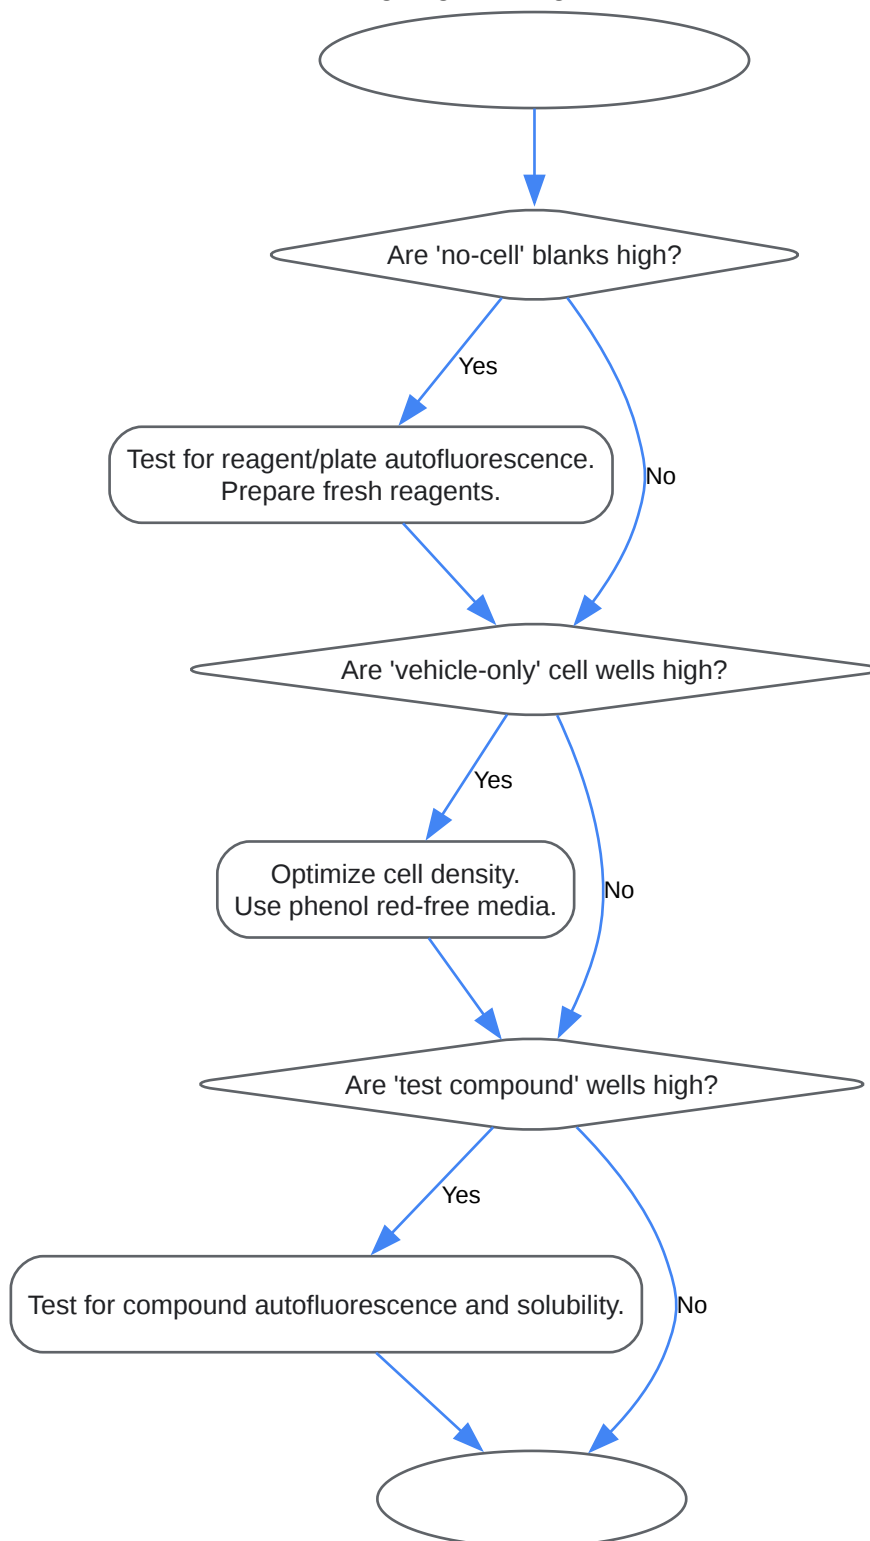 Are 'no-cell' blanks high?
Yes
Test for reagent/plate autofluorescence.
Prepare fresh reagents.
No
Are 'vehicle-only' cell wells high?
Yes
Optimize cell density.
Use phenol red-free media.
No
Are 'test compound' wells high?
Yes
Test for compound autofluorescence and solubility.
No